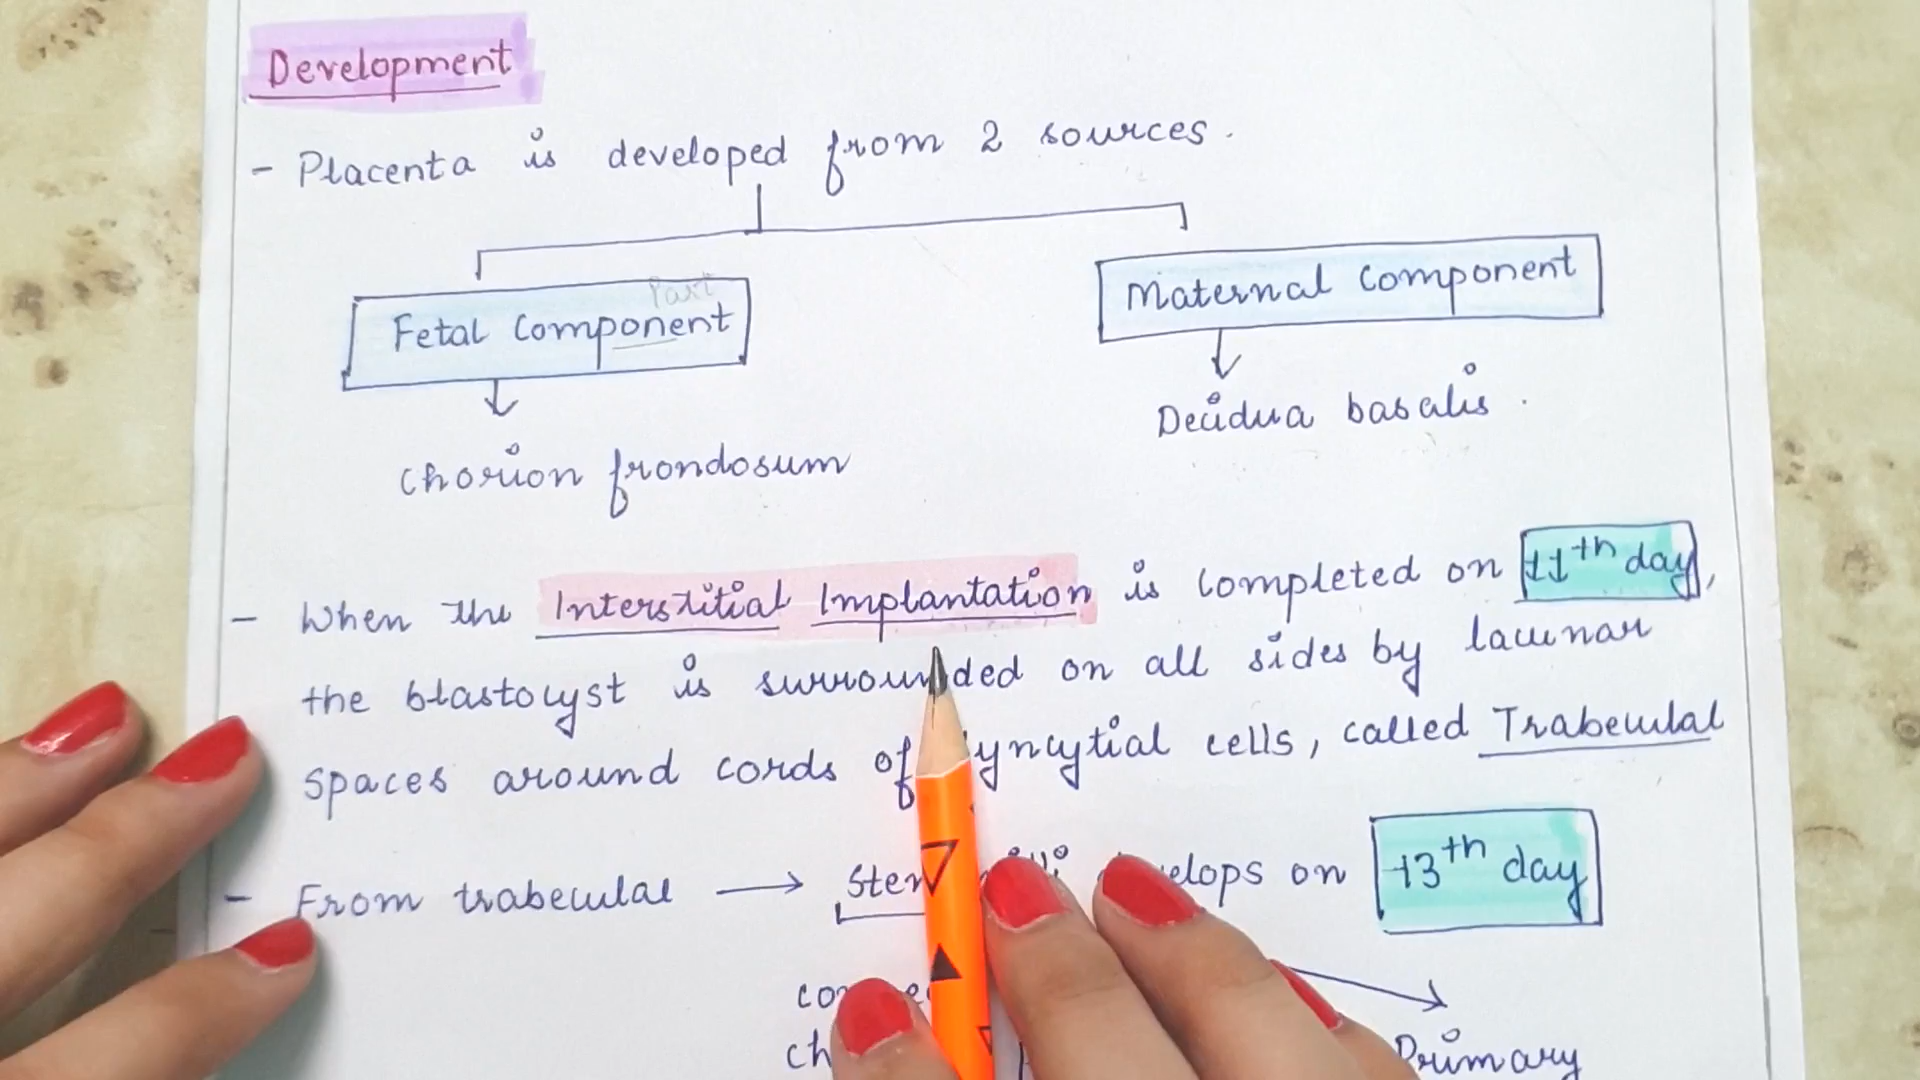 Development
- Placenta is developed from 2 sources.
Part
Fetal Component
Maternal Component
Chorion frondosum
Decidua basalis.
- When the Interstitial Implantation is completed on 11th day,
the blastocyst is surrounded on all sides by lacunar
spaces around cords of syncytial cells, called Trabecular
- From trabecular → Stem villi develops on 13th day
Primary